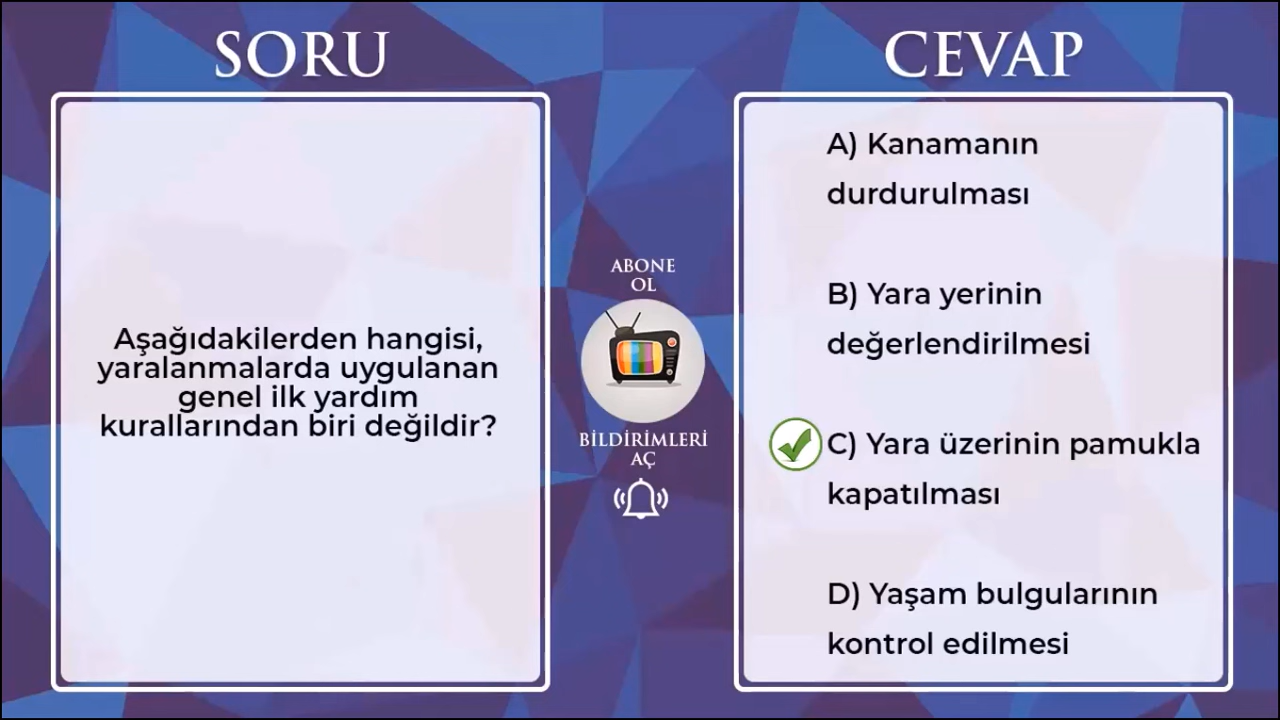 SORU
Aşağıdakilerden hangisi,
yaralanmalarda uygulanan
genel ilk yardım
kurallarından biri değildir?
ABONE
OL
BİLDİRİMLERİ
AÇ
CEVAP
A) Kanamanın
durdurulması
B) Yara yerinin
değerlendirilmesi
C) Yara üzerinin pamukla
kapatılması
D) Yaşam bulgularının
kontrol edilmesi